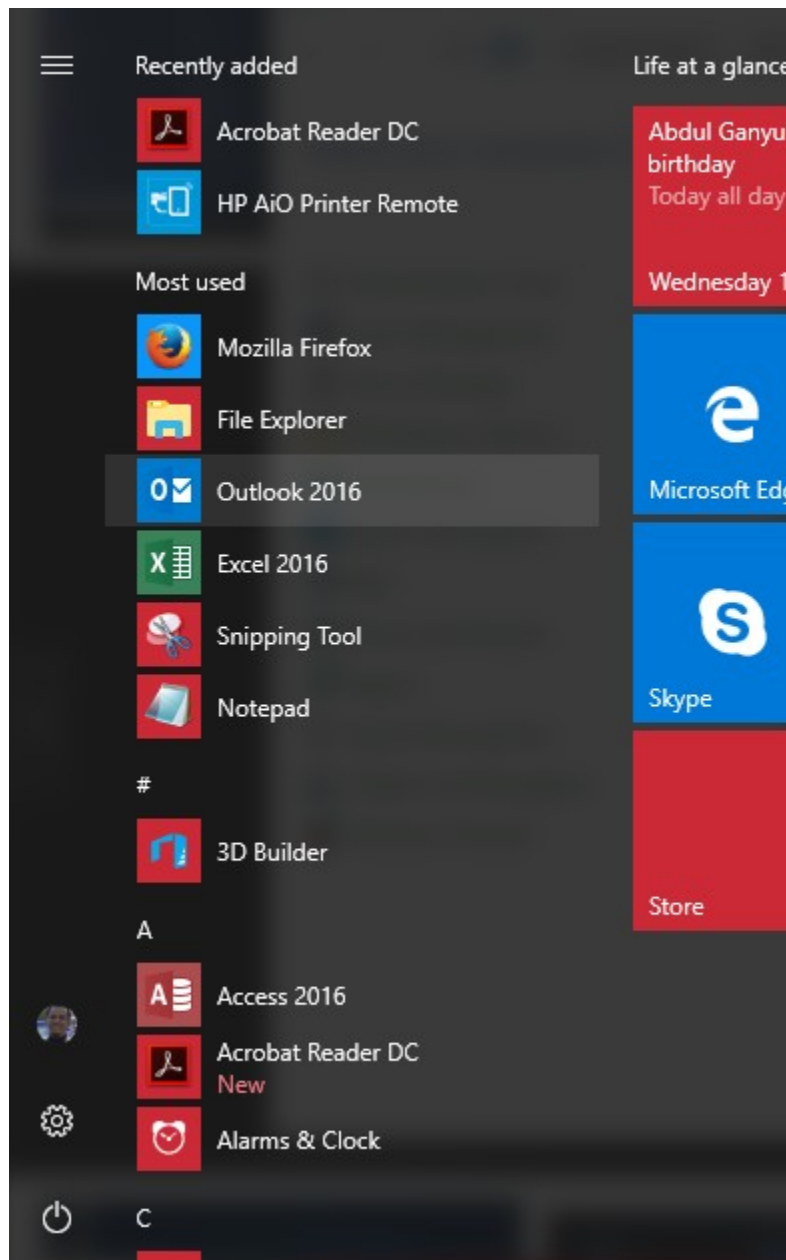 Recently added
Acrobat Reader DC
HP AiO Printer Remote
Most used
Mozilla Firefox
File Explorer
Outlook 2016
Excel 2016
Snipping Tool
Notepad
#
3D Builder
A
Access 2016
Acrobat Reader DC
New
Alarms & Clock
C
Life at a glance
Abdul Ganyu
birthday
Today all day
Wednesday 1
Microsoft Edg
Skype
Store